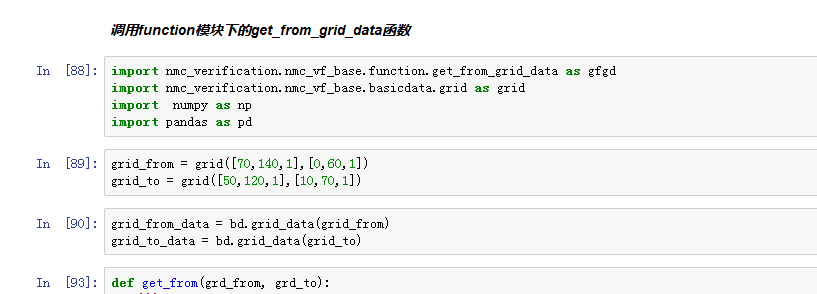 调用function模块下的get_from_grid_data函数
In [88]: import nmc_verification.nmc_vf_base.function.get_from_grid_data as gfgd
import nmc_verification.nmc_vf_base.basicdata.grid as grid
import  numpy as np
import pandas as pd
In [89]: grid_from = grid([70,140,1],[0,60,1])
grid_to = grid([50,120,1],[10,70,1])
In [90]: grid_from_data = bd.grid_data(grid_from)
grid_to_data = bd.grid_data(grid_to)
In [93]: def get_from(grd_from, grd_to):